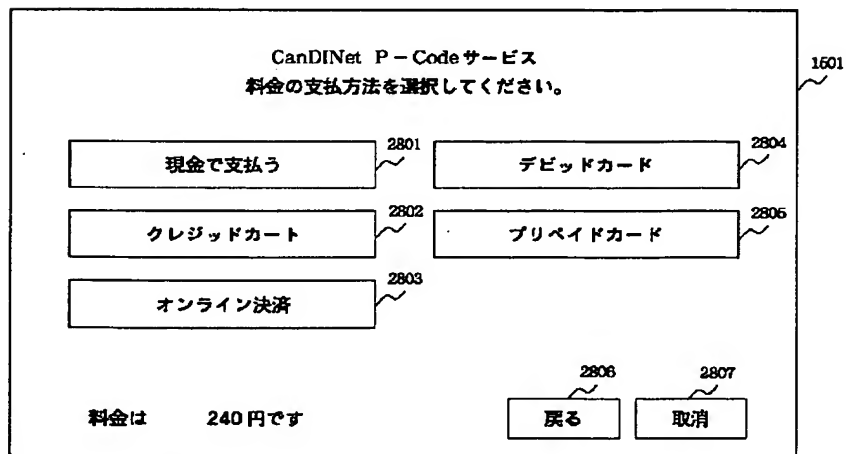 CanDINet P－Codeサービス
料金の支払方法を選択してください。
1501
現金で支払う
2801
デビッドカード
2804
クレジッドカート
2802
プリペイドカード
2805
オンライン決済
2803
料金は 240円です
戻る
2806
取消
2807